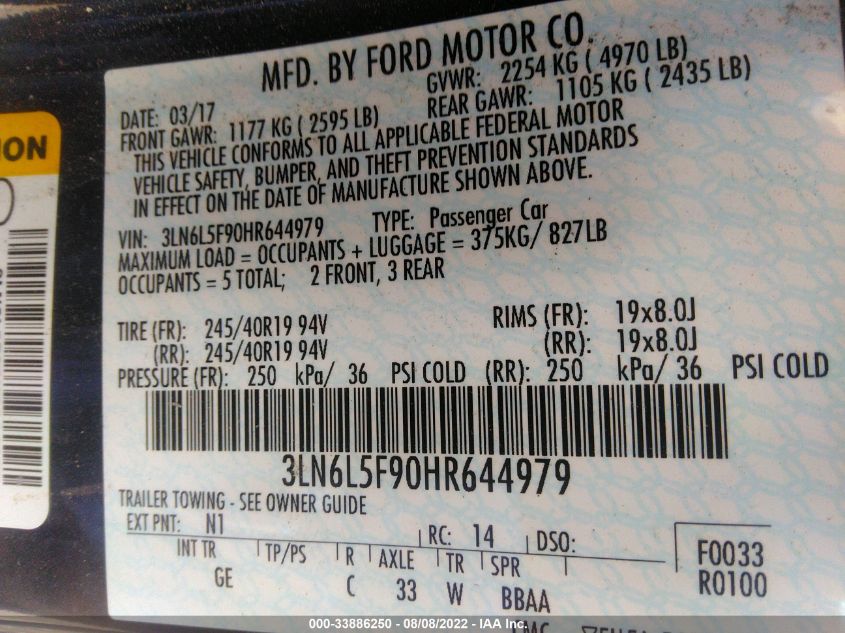 MFD. BY FORD MOTOR CO.
DATE: 03/17 GVWR: 2254 KG ( 4970 LB)
FRONT GAWR: 1177 KG ( 2595 LB) REAR GAWR: 1105 KG ( 2435 LB)
THIS VEHICLE CONFORMS TO ALL APPLICABLE FEDERAL MOTOR
VEHICLE SAFETY, BUMPER, AND THEFT PREVENTION STANDARDS
IN EFFECT ON THE DATE OF MANUFACTURE SHOWN ABOVE.
VIN: 3LN6L5F90HR644979 TYPE: Passenger Car
MAXIMUM LOAD = OCCUPANTS + LUGGAGE = 375KG/ 827LB
OCCUPANTS = 5 TOTAL; 2 FRONT, 3 REAR
TIRE (FR): 245/40R19 94V RIMS (FR): 19x8.0J
(RR): 245/40R19 94V (RR): 19x8.0J
PRESSURE (FR): 250 kPa/ 36 PSI COLD (RR): 250 kPa/ 36 PSI COLD
3LN6L5F90HR644979
TRAILER TOWING - SEE OWNER GUIDE
EXT PNT: N1 RC: 14 DSO: F0033
INT TR TP/PS R AXLE TR SPR R0100
GE C 33 W BBAA
000-33886250 - 08/08/2022 - IAA Inc.